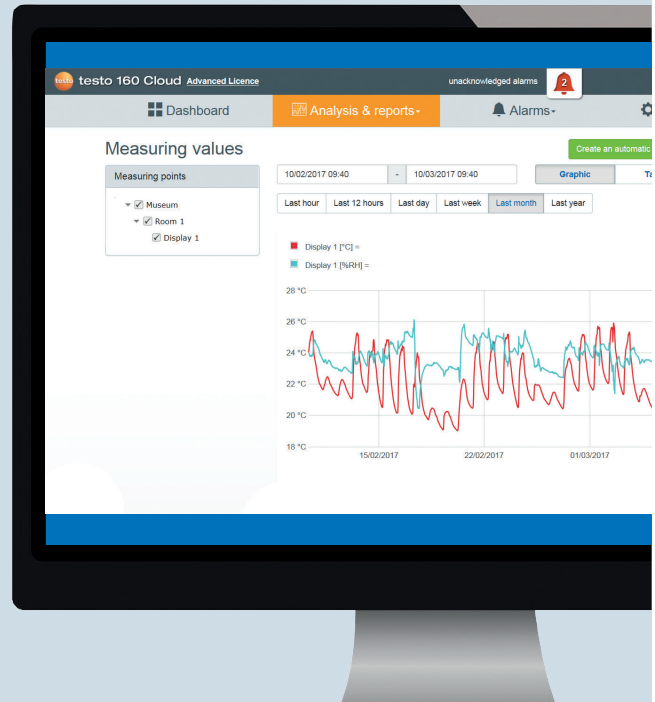 testo
testo 160 Cloud Advanced Licence
unacknowledged alarms
2
Dashboard
Analysis & reports
Alarms
Measuring values
Create an automatic
Measuring points
Museum
Room 1
Display 1
10/02/2017 09:40 - 10/03/2017 09:40
Graphic
Last hour Last 12 hours Last day Last week Last month Last year
Display 1 [°C] =
Display 1 [%RH] =
28 °C
26 °C
24 °C
22 °C
20 °C
18 °C
15/02/2017 22/02/2017 01/03/2017